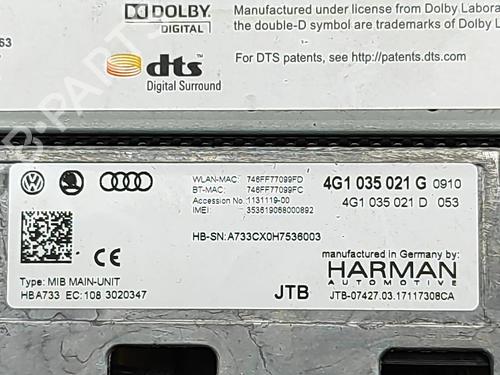 DOLBY
DIGITAL
Manufactured under license from Dolby Labora
the double-D symbol are trademarks of Dolby
63
For DTS patents, see http://patents.dts.com.
dts
Digital Surround
WLAN-MAC: 746FF77099FD
BT-MAC: 746FF77099FC
Accession No. 1131119-00
IMEI: 353619068000892
4G1 035 021 G 0910
4G1 035 021 D 053
HB-SN:A733CX0H7536003
CE
manufactured in Germany by:
HARMAN
AUTOMOTIVE
Type: MIB MAIN-UNIT
HBA733 EC:108 3020347
JTB
JTB-07427.03.17117308CA